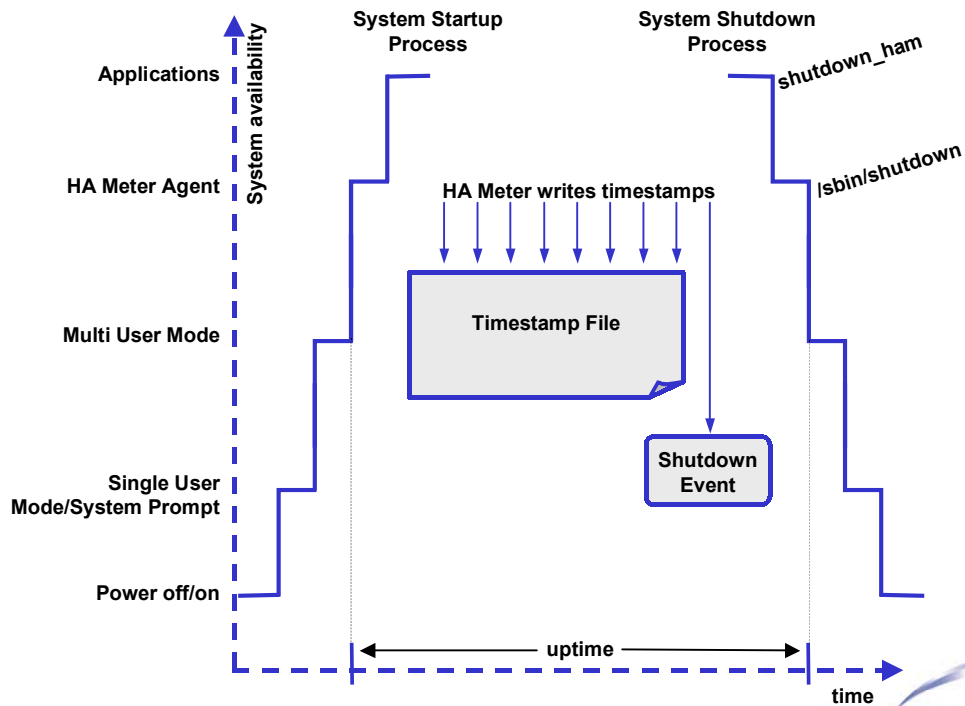 System Startup
Process
System Shutdown
Process
System availability
Applications
shutdown_ham
HA Meter Agent
/sbin/shutdown
HA Meter writes timestamps
Timestamp File
Multi User Mode
Shutdown
Event
Single User
Mode/System Prompt
Power off/on
uptime
time